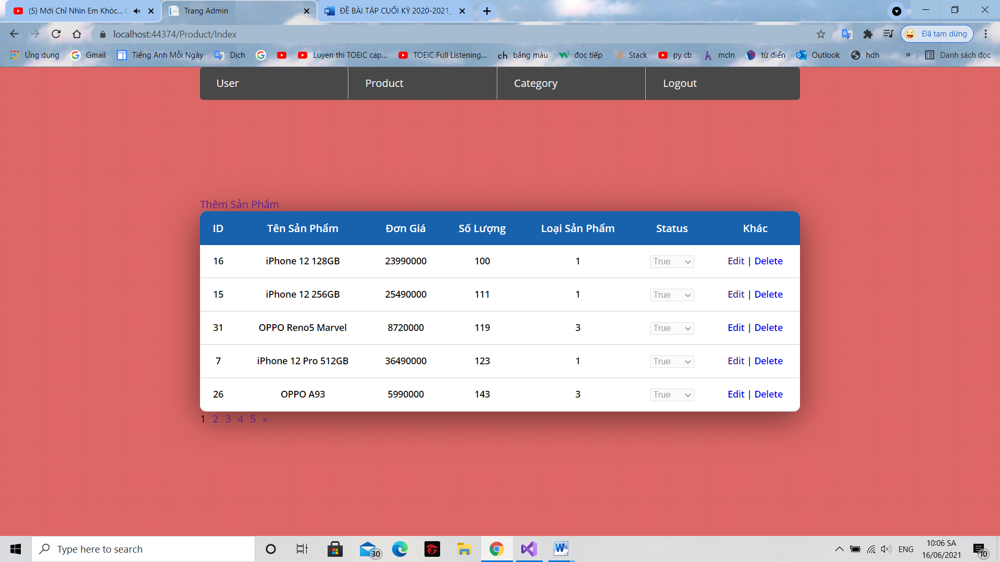 (5) Mới Chỉ Nhìn Em Khóc...
Trang Admin
ĐỀ BÀI TẬP CUỐI KỲ 2020-2021_
localhost:44374/Product/Index
Đã tạm dừng
Ứng dụng
Gmail
Tiếng Anh Mỗi Ngày
Dịch
Luyen thi TOEIC cap...
TOEIC Full Listening...
ch bảng màu
đọc tiếp
Stack
py cb
mcln
từ điển
Outlook
hdh
»
Danh sách đọc
User
Product
Category
Logout
Thêm Sản Phẩm
ID Tên Sản Phẩm Đơn Giá Số Lượng Loại Sản Phẩm Status Khác
16 iPhone 12 128GB 23990000 100 1 True Edit | Delete
15 iPhone 12 256GB 25490000 111 1 True Edit | Delete
31 OPPO Reno5 Marvel 8720000 119 3 True Edit | Delete
7 iPhone 12 Pro 512GB 36490000 123 1 True Edit | Delete
26 OPPO A93 5990000 143 3 True Edit | Delete
1 2 3 4 5 »
Type here to search
30
ENG
10:06 SA
16/06/2021
10